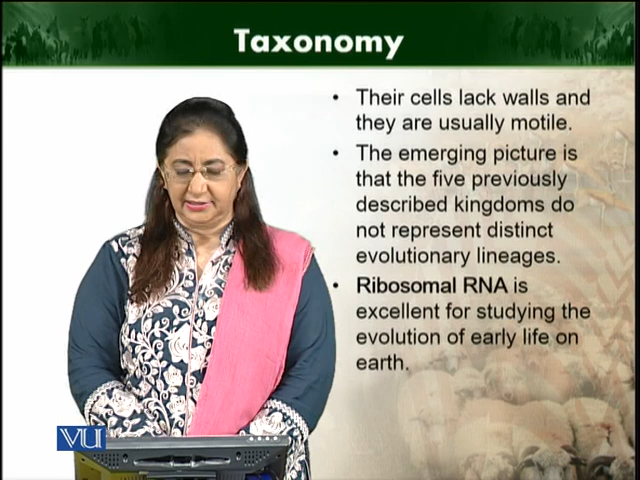 Taxonomy
• Their cells lack walls and
they are usually motile.
• The emerging picture is
that the five previously
described kingdoms do
not represent distinct
evolutionary lineages.
• Ribosomal RNA is
excellent for studying the
evolution of early life on
earth.
VU